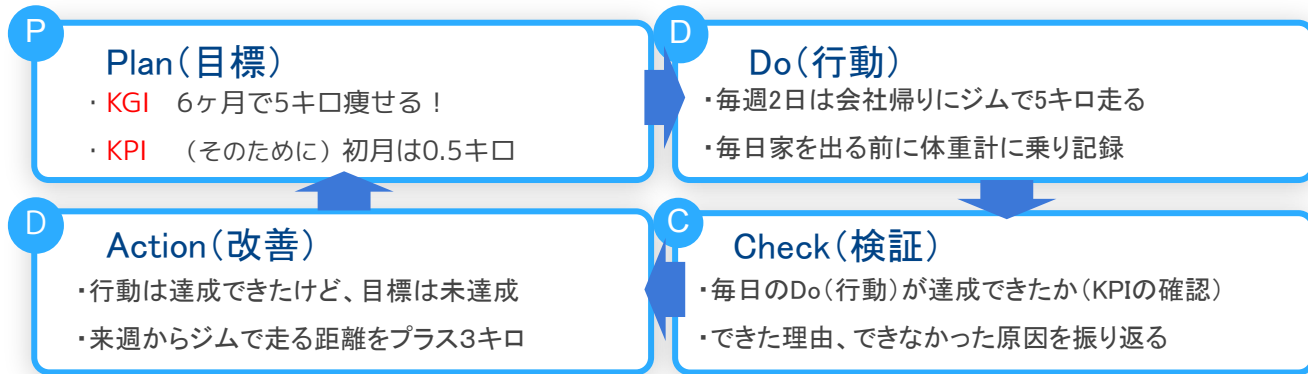 P
Plan(目標)
・KGI 6ヶ月で5キロ痩せる！
・KPI （そのために）初月は0.5キロ
D
Do(行動)
・毎週2日は会社帰りにジムで5キロ走る
・毎日家を出る前に体重計に乗り記録
D
Action(改善)
・行動は達成できたけど、目標は未達成
・来週からジムで走る距離をプラス3キロ
C
Check(検証)
・毎日のDo(行動)が達成できたか(KPIの確認)
・できた理由、できなかった原因を振り返る